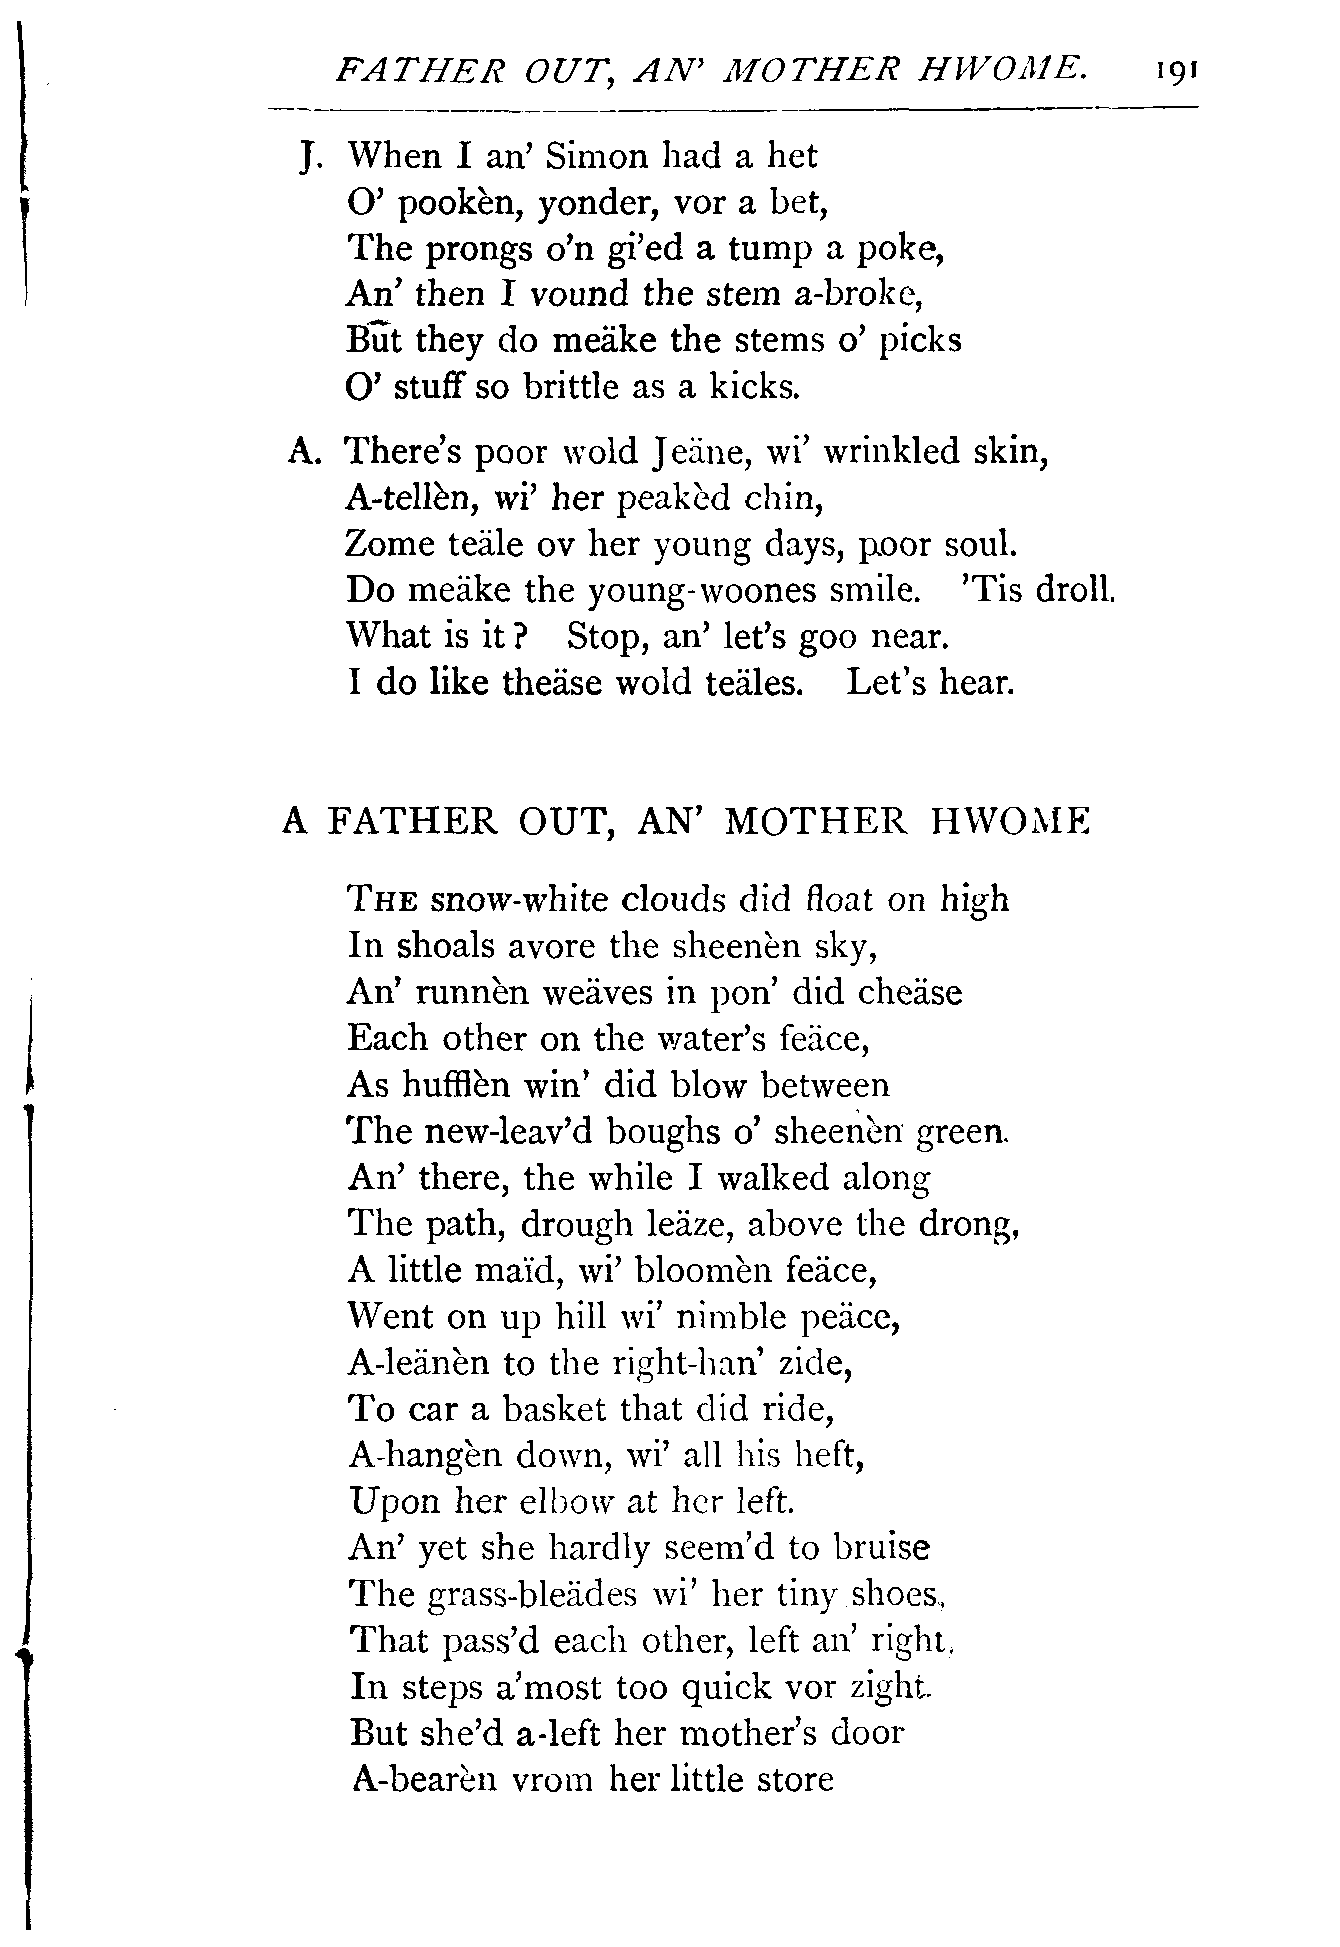 FATHER OUT, AN' MOTHER HWOME. 191
J. When I an' Simon had a het
O' pookèn, yonder, vor a bet,
The prongs o'n gi'ed a tump a poke,
An' then I vound the stem a-broke,
But they do meäke the stems o' picks
O' stuff so brittle as a kicks.
A. There's poor wold Jeäne, wi' wrinkled skin,
A-tellèn, wi' her peakèd chin,
Zome teäle ov her young days, poor soul.
Do meäke the young-woones smile. 'Tis droll.
What is it? Stop, an' let's goo near.
I do like theäse wold teäles. Let's hear.
A FATHER OUT, AN' MOTHER HWOME
THE snow-white clouds did float on high
In shoals avore the sheenèn sky,
An' runnèn weäves in pon' did cheäse
Each other on the water's feäce,
As hufflèn win' did blow between
The new-leav'd boughs o' sheenèn green.
An' there, the while I walked along
The path, drough leäze, above the drong,
A little maïd, wi' bloomèn feäce,
Went on up hill wi' nimble peäce,
A-leänèn to the right-han' zide,
To car a basket that did ride,
A-hangèn down, wi' all his heft,
Upon her elbow at her left.
An' yet she hardly seem'd to bruise
The grass-bleädes wi' her tiny shoes,
That pass'd each other, left an' right,
In steps a'most too quick vor zight.
But she'd a-left her mother's door
A-bearèn vrom her little store